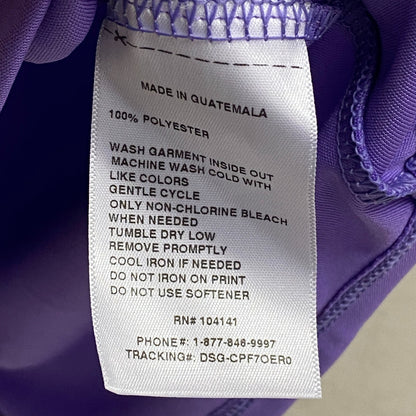 MADE IN GUATEMALA
100% POLYESTER
WASH GARMENT INSIDE OUT
MACHINE WASH COLD WITH
LIKE COLORS
GENTLE CYCLE
ONLY NON-CHLORINE BLEACH
WHEN NEEDED
TUMBLE DRY LOW
REMOVE PROMPTLY
COOL IRON IF NEEDED
DO NOT IRON ON PRINT
DO NOT USE SOFTENER
RN# 104141
PHONE#: 1-877-846-9997
TRACKING#: DSG-CPF7OER0